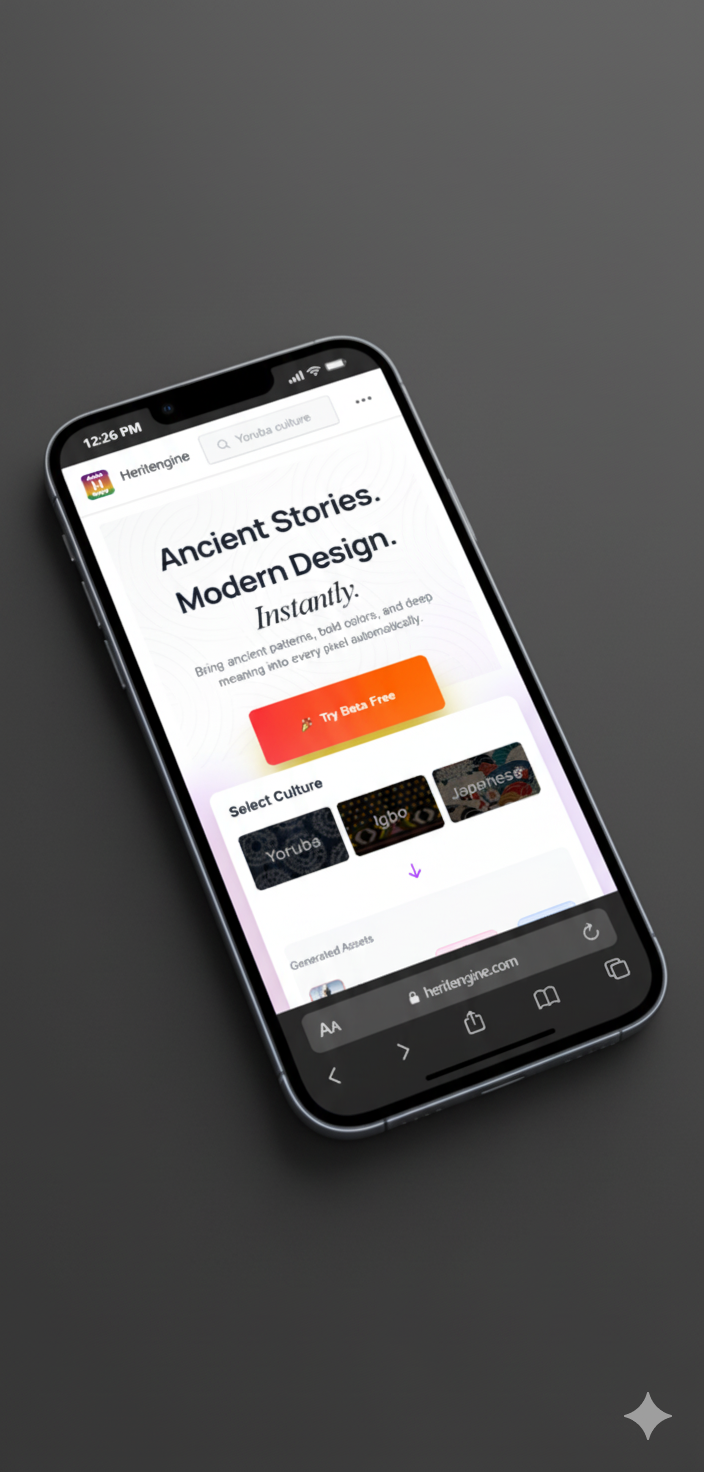 12:26 PM
Heritengine
Yoruba culture
Ancient Stories.
Modern Design.
Instantly.
Bring ancient patterns, bold colors, and deep
meaning into every pixel automatically.
Try Beta Free
Select Culture
Yoruba
Igbo
Japanese
Generated Assets
AA
heritengine.com